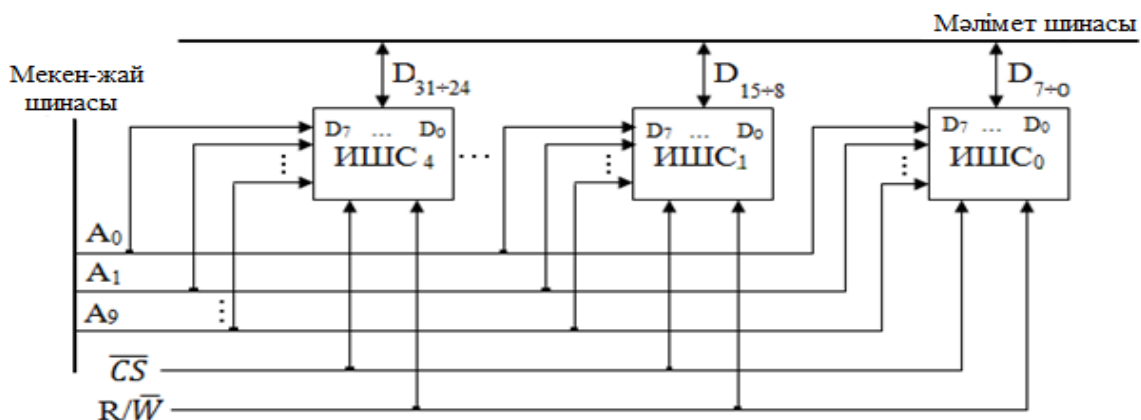 Мәлімет шинасы
Мекен-жай
шинасы
D31÷24
D15÷8
D7÷0
D7 ... D0
ИШС4
...
D7 ... D0
ИШС1
D7 ... D0
ИШС0
A0
A1
A9
C̅S̅
R/W̅